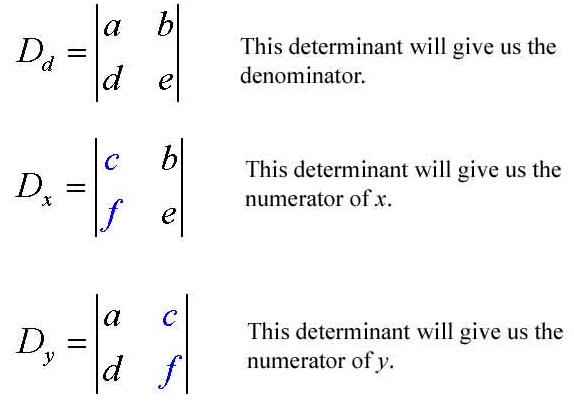 D_d = |a b| This determinant will give us the
|d e| denominator.
D_x = |c b| This determinant will give us the
|f e| numerator of x.
D_y = |a c| This determinant will give us the
|d f| numerator of y.